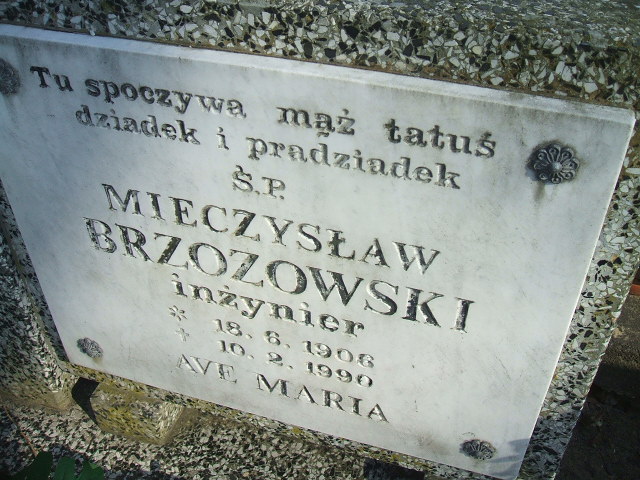 Tu spoczywa mąż tatuś
dziadek i pradziadek
Ś.P.
MIECZYSŁAW
BRZOZOWSKI
inżynier
* 18. 6. 1906
+ 10. 2. 1990
AVE MARIA